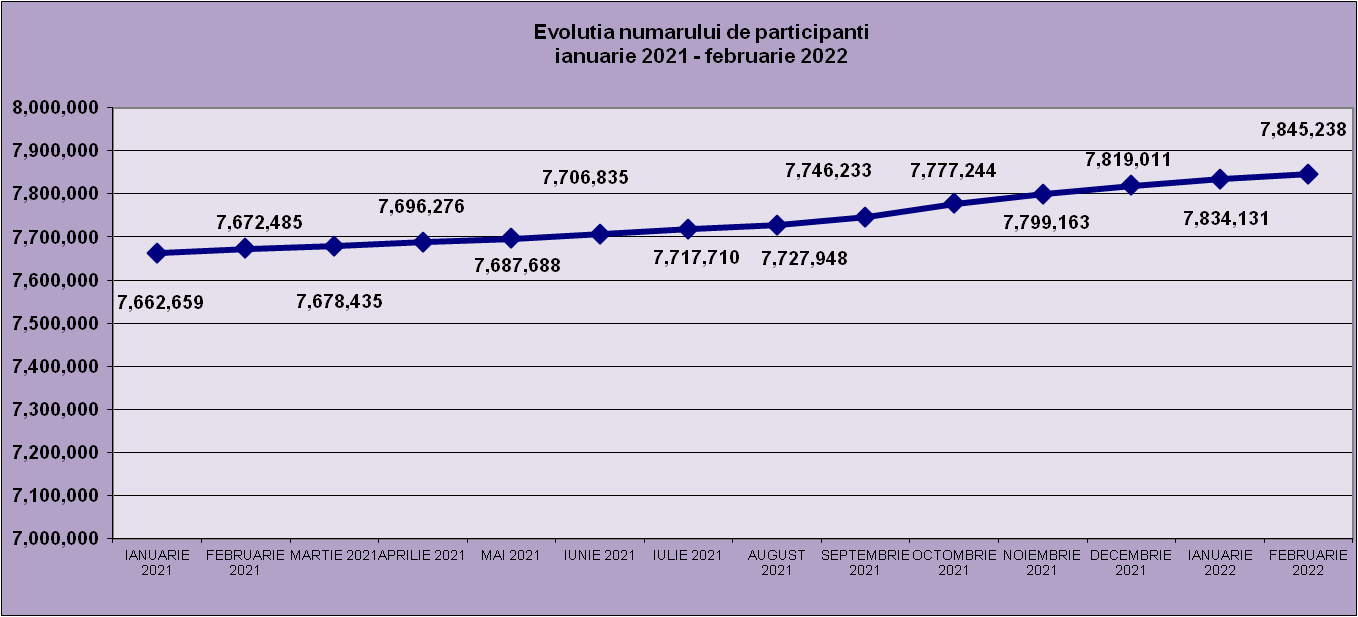 Evolutia numarului de participanti
ianuarie 2021 - februarie 2022
8,000,000
7,900,000
7,800,000
7,700,000
7,600,000
7,500,000
7,400,000
7,300,000
7,200,000
7,100,000
7,000,000
7,662,659
7,672,485
7,678,435
7,696,276
7,687,688
7,706,835
7,717,710
7,727,948
7,746,233
7,777,244
7,799,163
7,819,011
7,834,131
7,845,238
IANUARIE
2021
FEBRUARIE
2021
MARTIE 2021
APRILIE 2021
MAI 2021
IUNIE 2021
IULIE 2021
AUGUST
2021
SEPTEMBRIE
2021
OCTOMBRIE
2021
NOIEMBRIE
2021
DECEMBRIE
2021
IANUARIE
2022
FEBRUARIE
2022